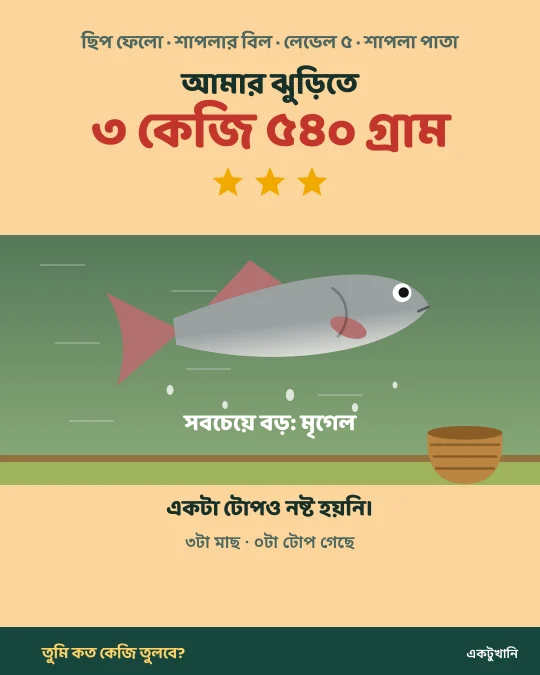 ছিপ ফেলো · শাপলার বিল · লেভেল ৫ · শাপলা পাতা
আমার ঝুড়িতে
৩ কেজি ৫৪০ গ্রাম
সবচেয়ে বড়: মৃগেল
একটা টোপও নষ্ট হয়নি।
৩টা মাছ · ০টা টোপ গেছে
তুমি কত কেজি তুলবে?
একটুখানি